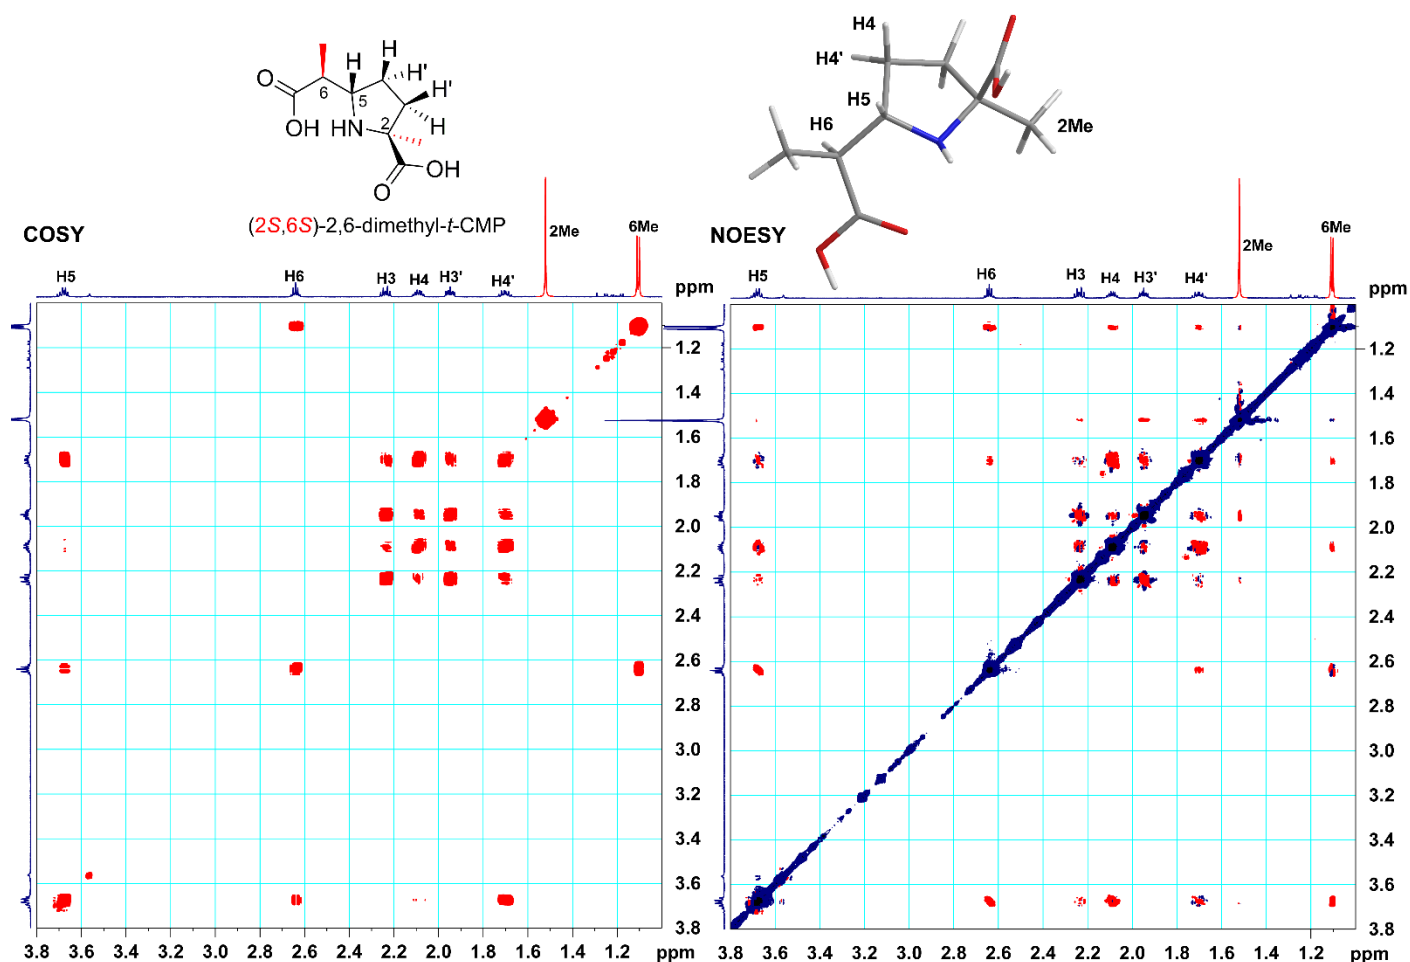 H
H
H'
O
6
5
H'
OH
HN
2
H
OH
O
(2S,6S)-2,6-dimethyl-t-CMP
H4
H4'
H5
H6
2Me
COSY
2Me
6Me
H5
H6
H3
H4
H3'
H4'
ppm
1.2
1.4
1.6
1.8
2.0
2.2
2.4
2.6
2.8
3.0
3.2
3.4
3.6
3.8
3.8 3.6 3.4 3.2 3.0 2.8 2.6 2.4 2.2 2.0 1.8 1.6 1.4 1.2 ppm
NOESY
2Me
6Me
H5
H6
H3
H4
H3'
H4'
ppm
1.2
1.4
1.6
1.8
2.0
2.2
2.4
2.6
2.8
3.0
3.2
3.4
3.6
3.8
3.8 3.6 3.4 3.2 3.0 2.8 2.6 2.4 2.2 2.0 1.8 1.6 1.4 1.2 ppm